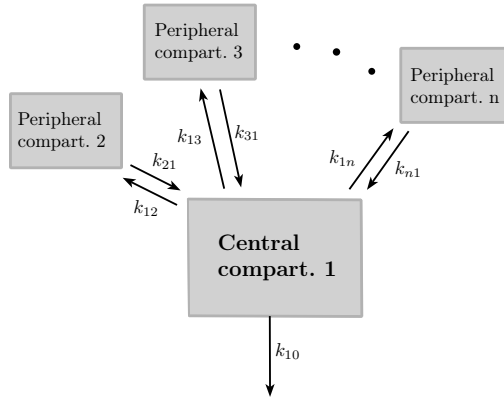 Peripheral
compart. 3
Peripheral
compart. n
Peripheral
compart. 2
k13
k31
k1n
kn1
k21
k12
Central
compart. 1
k10